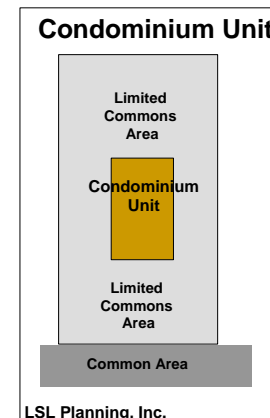 Condominium Unit
Limited
Commons
Area
Condominium
Unit
Limited
Commons
Area
Common Area
LSL Planning, Inc.